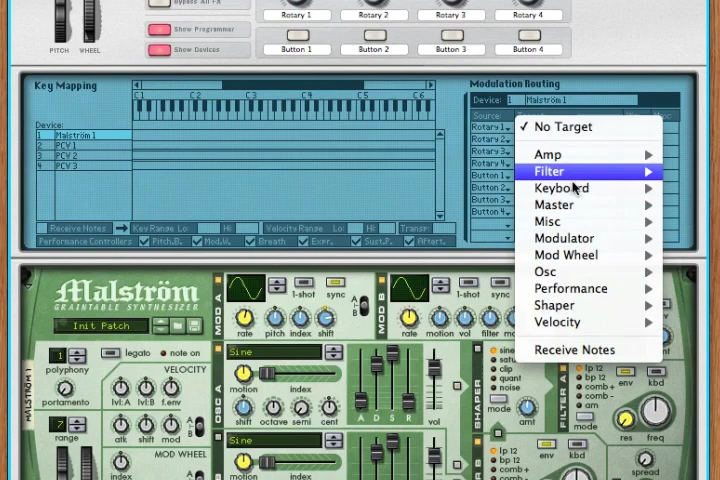 Bypass All FX
Rotary 1
Rotary 2
Rotary 3
Rotary 4
PITCH
WHEEL
Show Programmer
Show Devices
Button 1
Button 2
Button 3
Button 4
Key Mapping
Modulation Routing
C1
C2
C3
C4
C5
C6
Device:
1 Malström 1
Device:
1 Malström 1
2 PCV 1
3 PCV 2
4 PCV 3
Source:
Rotary 1
Rotary 2
Rotary 3
Rotary 4
Button 1
Button 2
Button 3
Button 4
✓ No Target
Amp
Filter
Keyboard
Master
Misc
Modulator
Mod Wheel
Osc
Performance
Shaper
Velocity
Receive Notes
Receive Notes
Key Range Lo:
Hi:
Velocity Range Lo:
Hi:
Transp:
Performance Controllers
Pitch.B.
Mod.W.
Breath
Expr.
Sust.P.
Aftert.
Malström
GRAINTABLE SYNTHESIZER
Init Patch
MOD A
1-shot
sync
A
B
rate
pitch
index
shift
MOD B
1-shot
sync
rate
motion
vol
filter
MALSTRÖM 1
1
polyphony
legato
note on
portamento
VELOCITY
lvl:A
lvl:B
f.env
7
range
atk
shift
mod
MOD WHEEL
index
OSC A
Sine
motion
index
shift
octave
semi
cent
A
D
S
R
vol
Sine
motion
index
SHAPER
sine
clip
quant
noise
mode
amt
FILTER A
lp 12
bp 12
comb+
comb-
am
mode
env
kbd
res
freq
lp 12
bp 12
comb+
env
kbd
spread